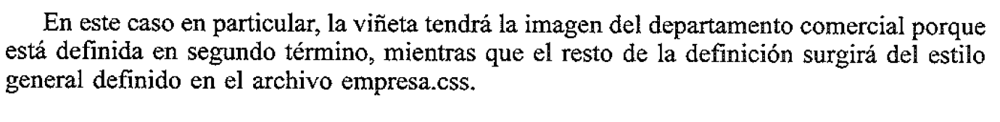 En este caso en particular, la viñeta tendrá la imagen del departamento comercial porque
está definida en segundo término, mientras que el resto de la definición surgirá del estilo
general definido en el archivo empresa.css.